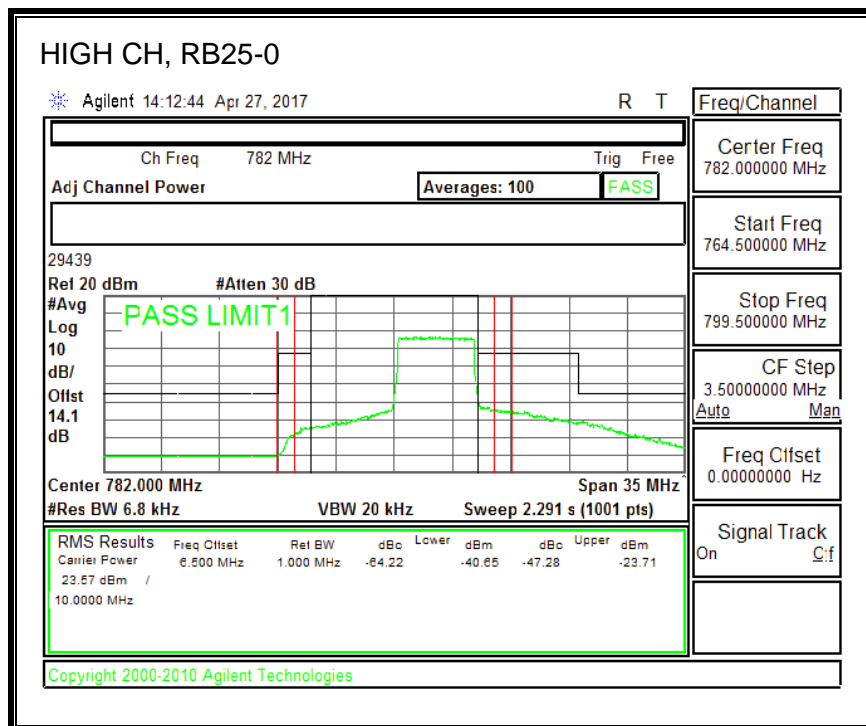 HIGH CH, RB25-0
Agilent 14:12:44 Apr 27, 2017 R T
Freq/Channel
Ch Freq 782 MHz Trig Free
Adj Channel Power Averages: 100 PASS
Center Freq
782.000000 MHz
Start Freq
764.500000 MHz
29439
Ref 20 dBm #Atten 30 dB
#Avg
Log
10
dB/
Offst
14.1
dB
PASS LIMIT1
Stop Freq
799.500000 MHz
CF Step
3.50000000 MHz
Auto Man
Freq Offset
0.00000000 Hz
Center 782.000 MHz Span 35 MHz
#Res BW 6.8 kHz VBW 20 kHz Sweep 2.291 s (1001 pts)
Signal Track
On Off
RMS Results Freq Offset Ref BW dBc Lower dBm dBc Upper dBm
Carrier Power 6.500 MHz 1.000 MHz -64.22 -40.65 -47.28 -23.71
23.57 dBm /
10.0000 MHz
Copyright 2000-2010 Agilent Technologies